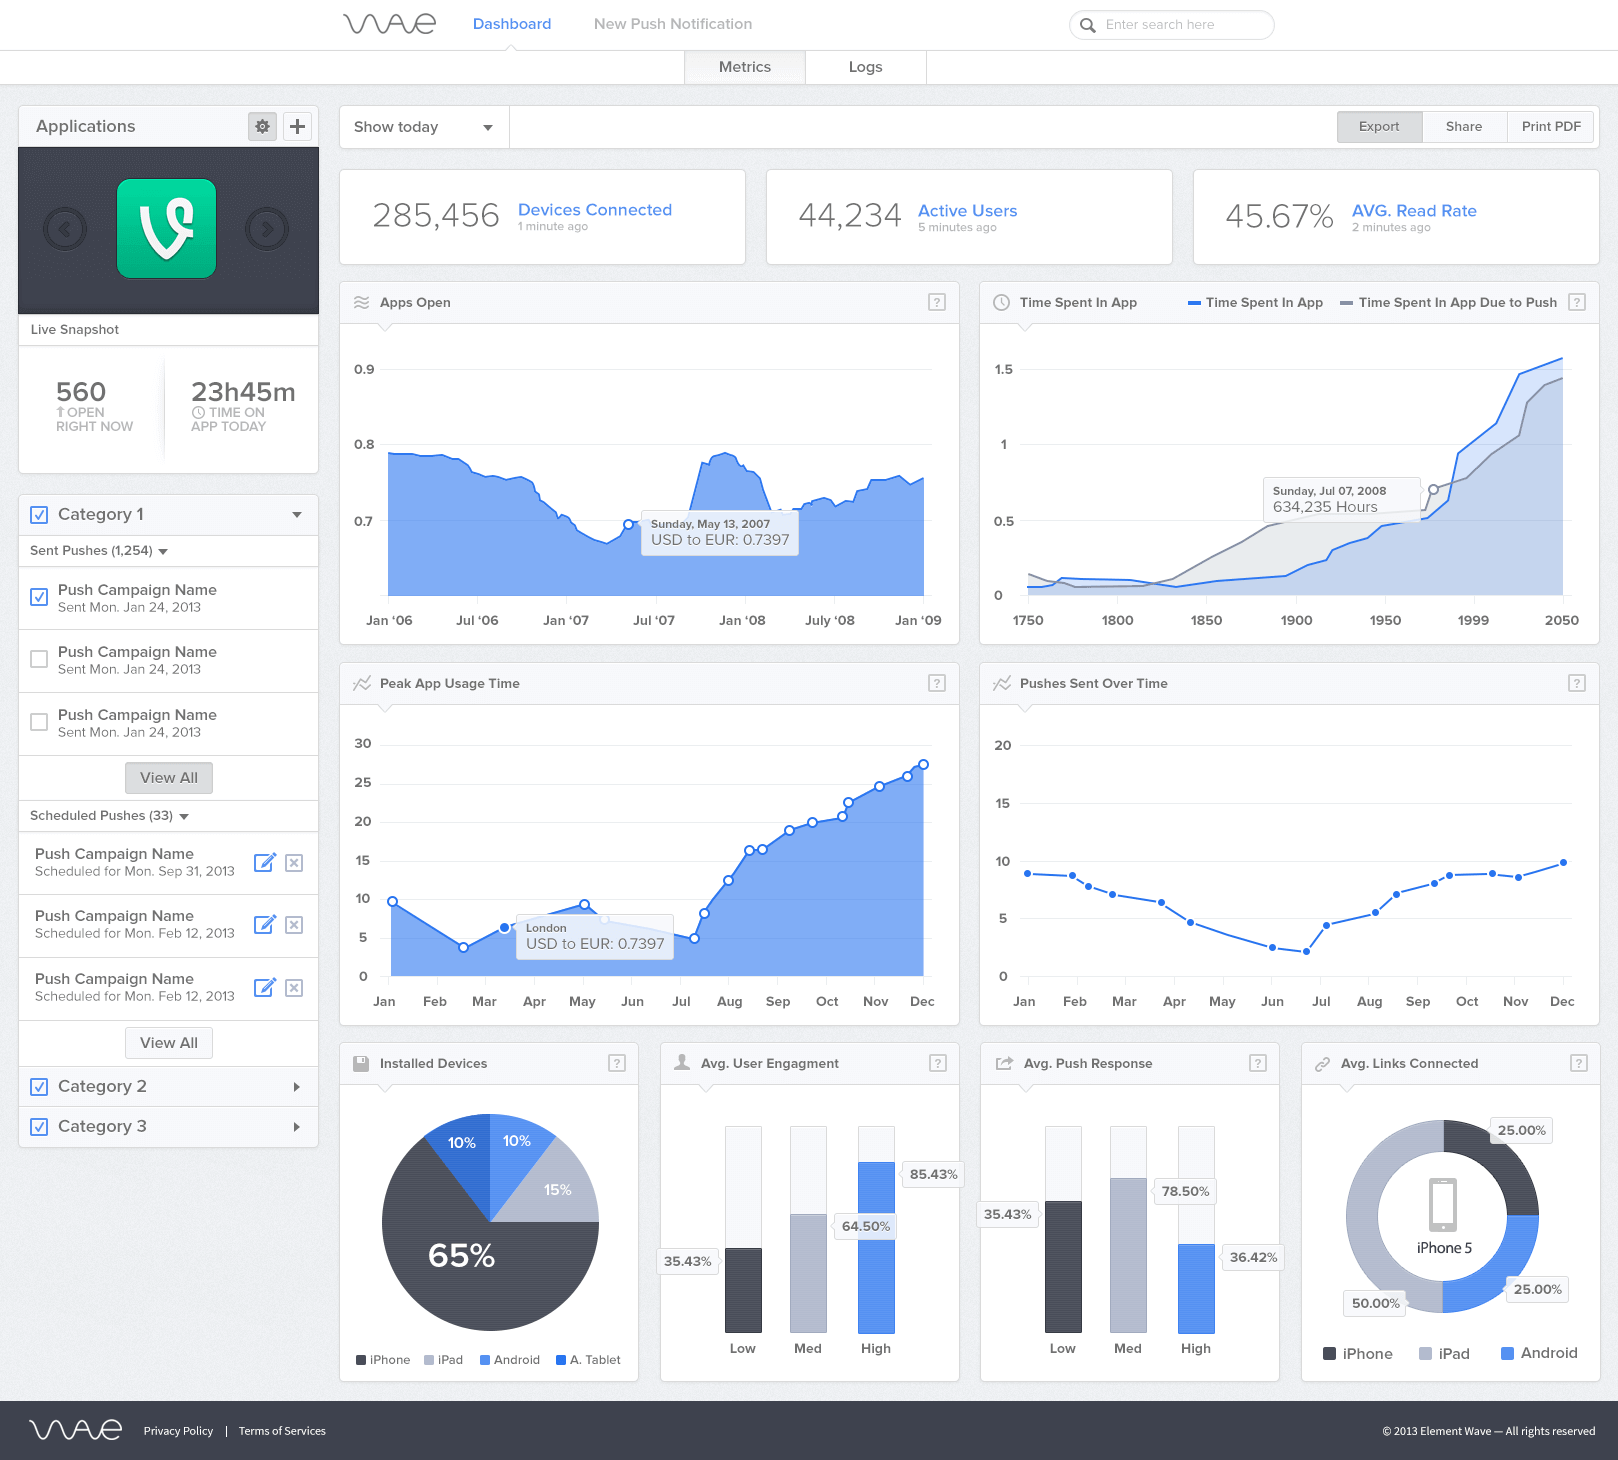 WAVE
Dashboard
New Push Notification
Enter search here
Metrics
Logs
Applications
Live Snapshot
560
OPEN
RIGHT NOW
23h45m
TIME ON
APP TODAY
Category 1
Sent Pushes (1,254)
Push Campaign Name
Sent Mon. Jan 24, 2013
Push Campaign Name
Sent Mon. Jan 24, 2013
Push Campaign Name
Sent Mon. Jan 24, 2013
View All
Scheduled Pushes (33)
Push Campaign Name
Scheduled for Mon. Sep 31, 2013
Push Campaign Name
Scheduled for Mon. Feb 12, 2013
Push Campaign Name
Scheduled for Mon. Feb 12, 2013
View All
Category 2
Category 3
Show today
Export
Share
Print PDF
285,456
Devices Connected
1 minute ago
44,234
Active Users
5 minutes ago
45.67%
AVG. Read Rate
2 minutes ago
Apps Open
?
0.9
0.8
0.7
Sunday, May 13, 2007
USD to EUR: 0.7397
Jan ‘06 Jul ‘06 Jan ‘07 Jul ‘07 Jan ‘08 July ‘08 Jan ‘09
Time Spent In App
Time Spent In App
Time Spent In App Due to Push
?
1.5
1
0.5
0
Sunday, Jul 07, 2008
634,235 Hours
1750 1800 1850 1900 1950 1999 2050
Peak App Usage Time
?
30
25
20
15
10
5
0
London
USD to EUR: 0.7397
Jan Feb Mar Apr May Jun Jul Aug Sep Oct Nov Dec
Pushes Sent Over Time
?
20
15
10
5
0
Jan Feb Mar Apr May Jun Jul Aug Sep Oct Nov Dec
Installed Devices
?
10%
10%
15%
65%
iPhone iPad Android A. Tablet
Avg. User Engagment
?
85.43%
64.50%
35.43%
Low Med High
Avg. Push Response
?
78.50%
35.43%
36.42%
Low Med High
Avg. Links Connected
?
25.00%
iPhone 5
25.00%
50.00%
iPhone iPad Android
WAVE
Privacy Policy | Terms of Services
© 2013 Element Wave — All rights reserved